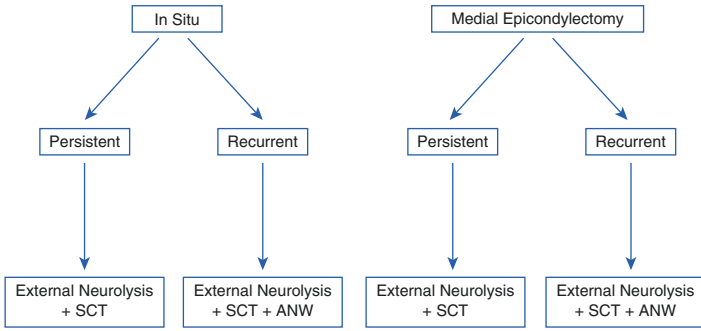 In Situ
Medial Epicondylectomy
Persistent
Recurrent
Persistent
Recurrent
External Neurolysis
+ SCT
External Neurolysis
+ SCT + ANW
External Neurolysis
+ SCT
External Neurolysis
+ SCT + ANW